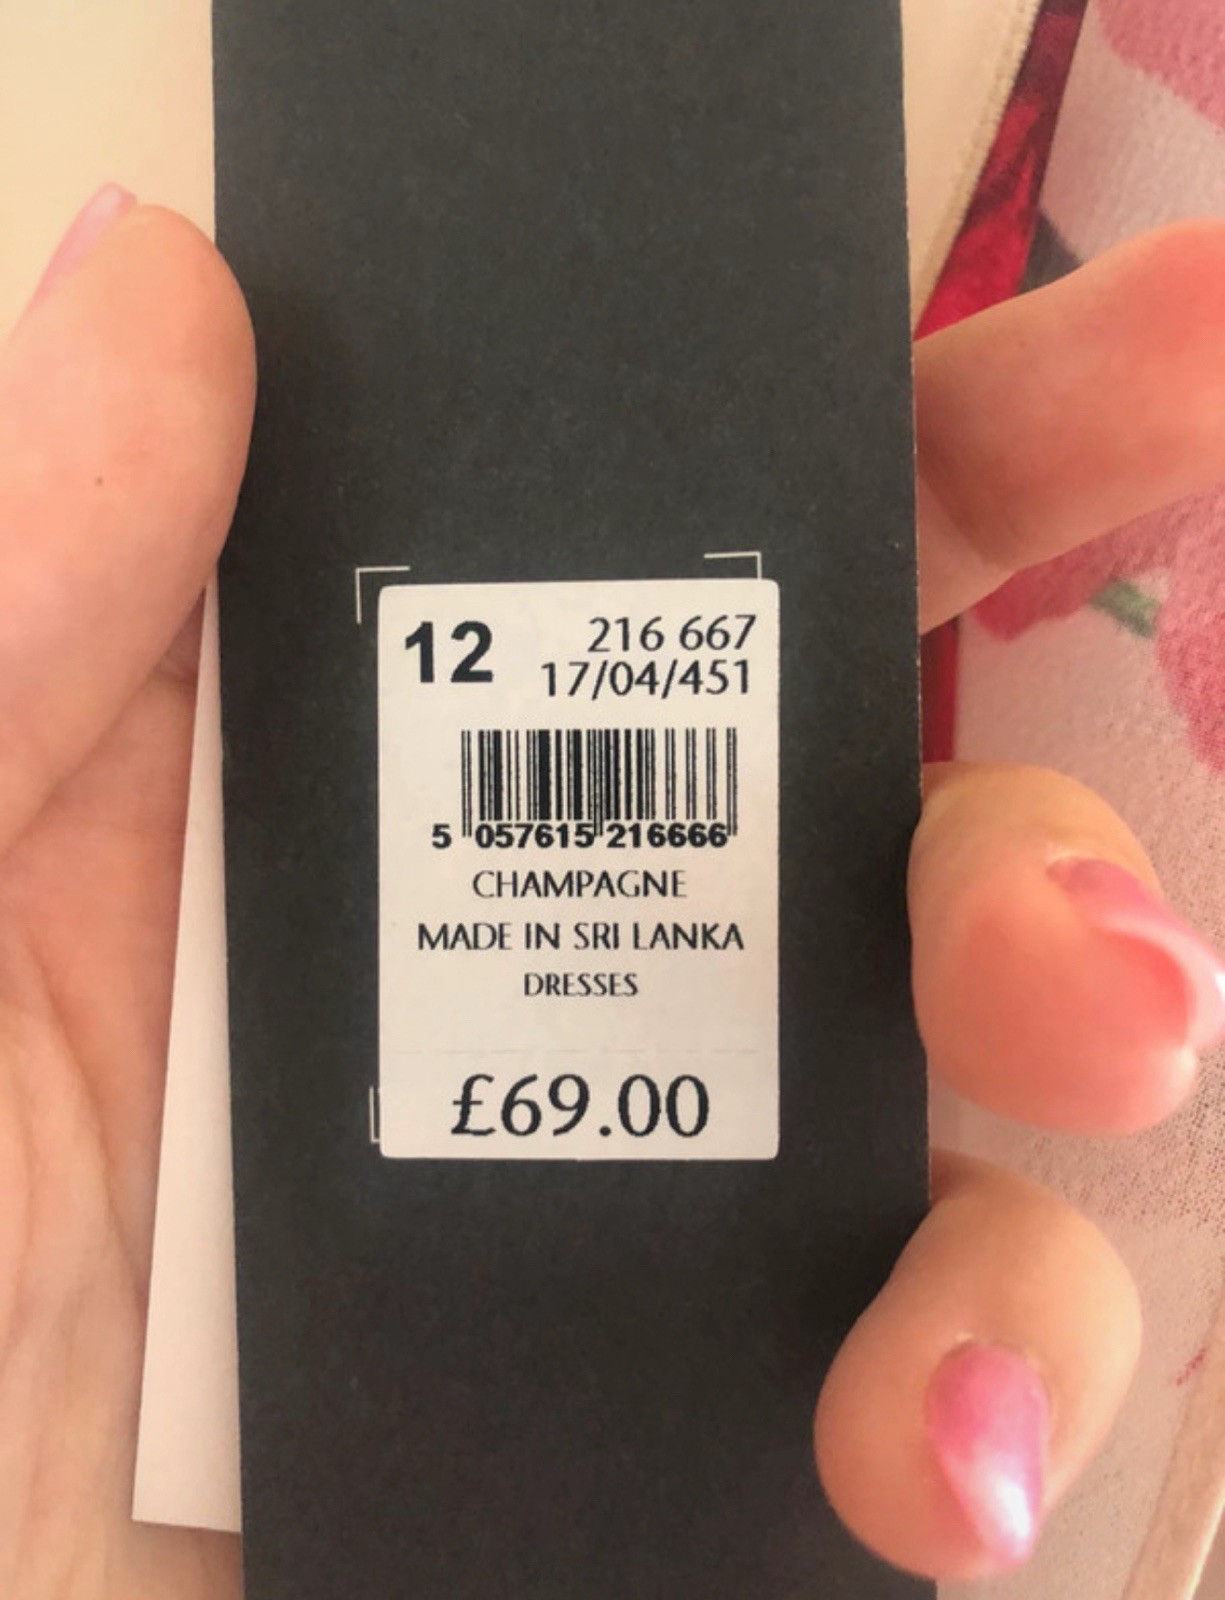 12 216 667
17/04/451
5 057615 216666
CHAMPAGNE
MADE IN SRI LANKA
DRESSES
£69.00